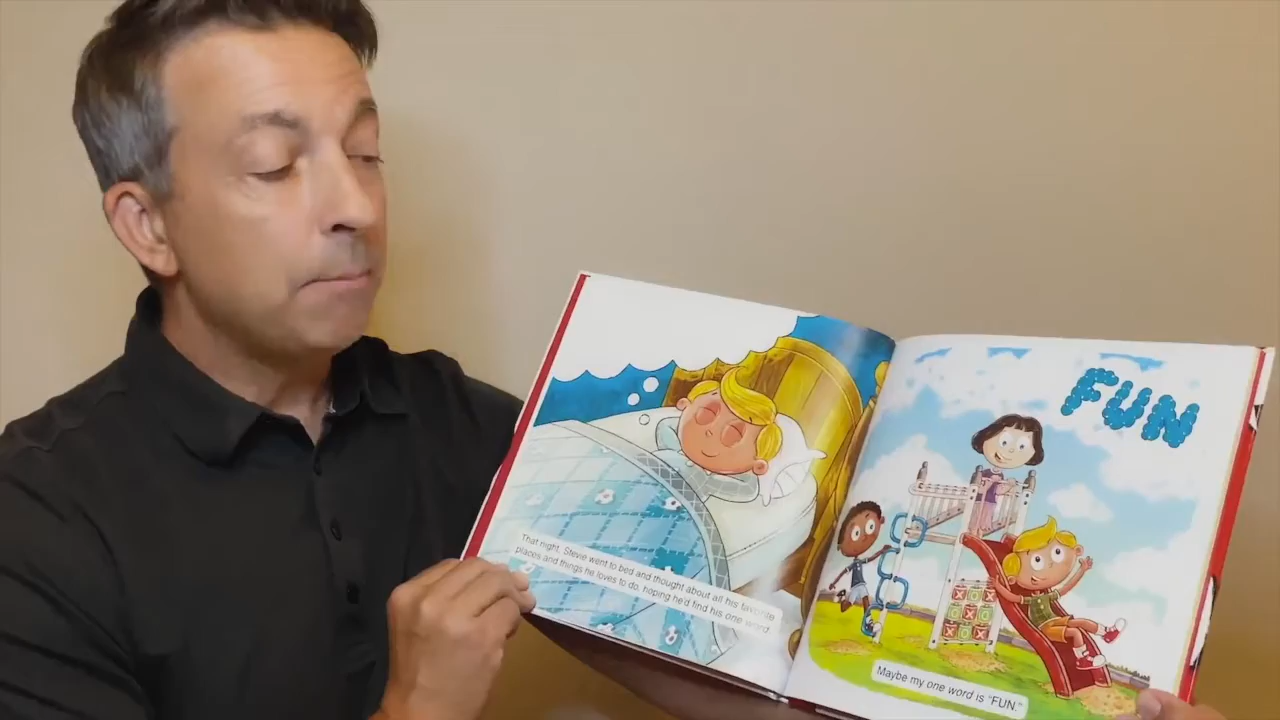 That night, Stevie went to bed and thought about all his favorite
places and things he loves to do, hoping he'd find his one word.
FUN
X O X
X O X
Maybe my one word is "FUN."